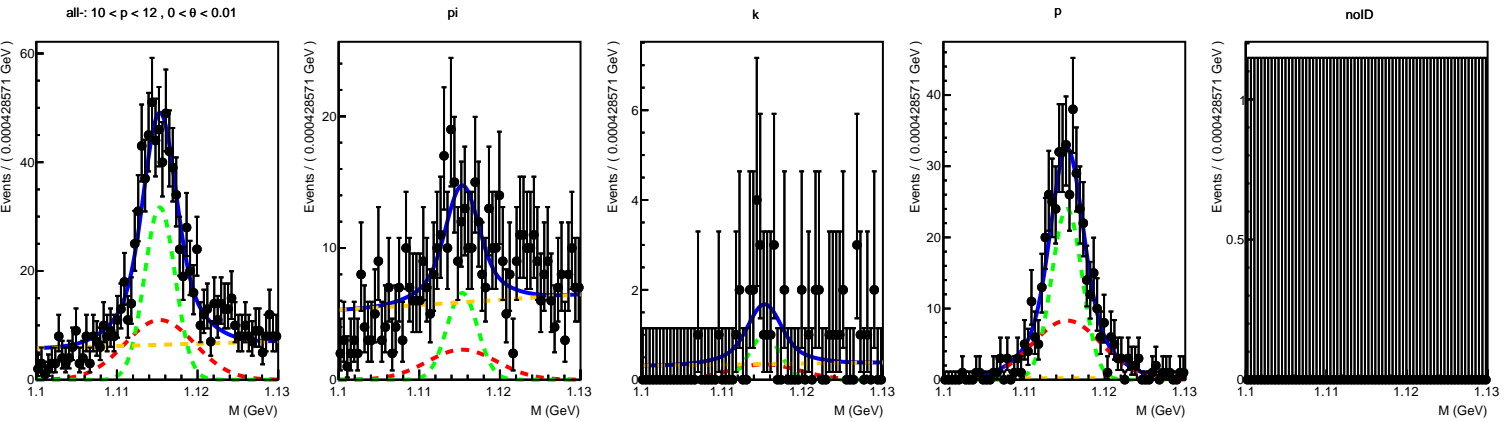 all-: 10 < p < 12 , 0 < θ < 0.01
Events / ( 0.000428571 GeV )
60
40
20
0
1.1
1.11
1.12
1.13
M (GeV)
pi
Events / ( 0.000428571 GeV )
20
10
0
1.1
1.11
1.12
1.13
M (GeV)
k
Events / ( 0.000428571 GeV )
6
4
2
0
1.1
1.11
1.12
1.13
M (GeV)
p
Events / ( 0.000428571 GeV )
40
30
20
10
0
1.1
1.11
1.12
1.13
M (GeV)
noID
Events / ( 0.000428571 GeV )
1
0.5
0
1.1
1.11
1.12
1.13
M (GeV)